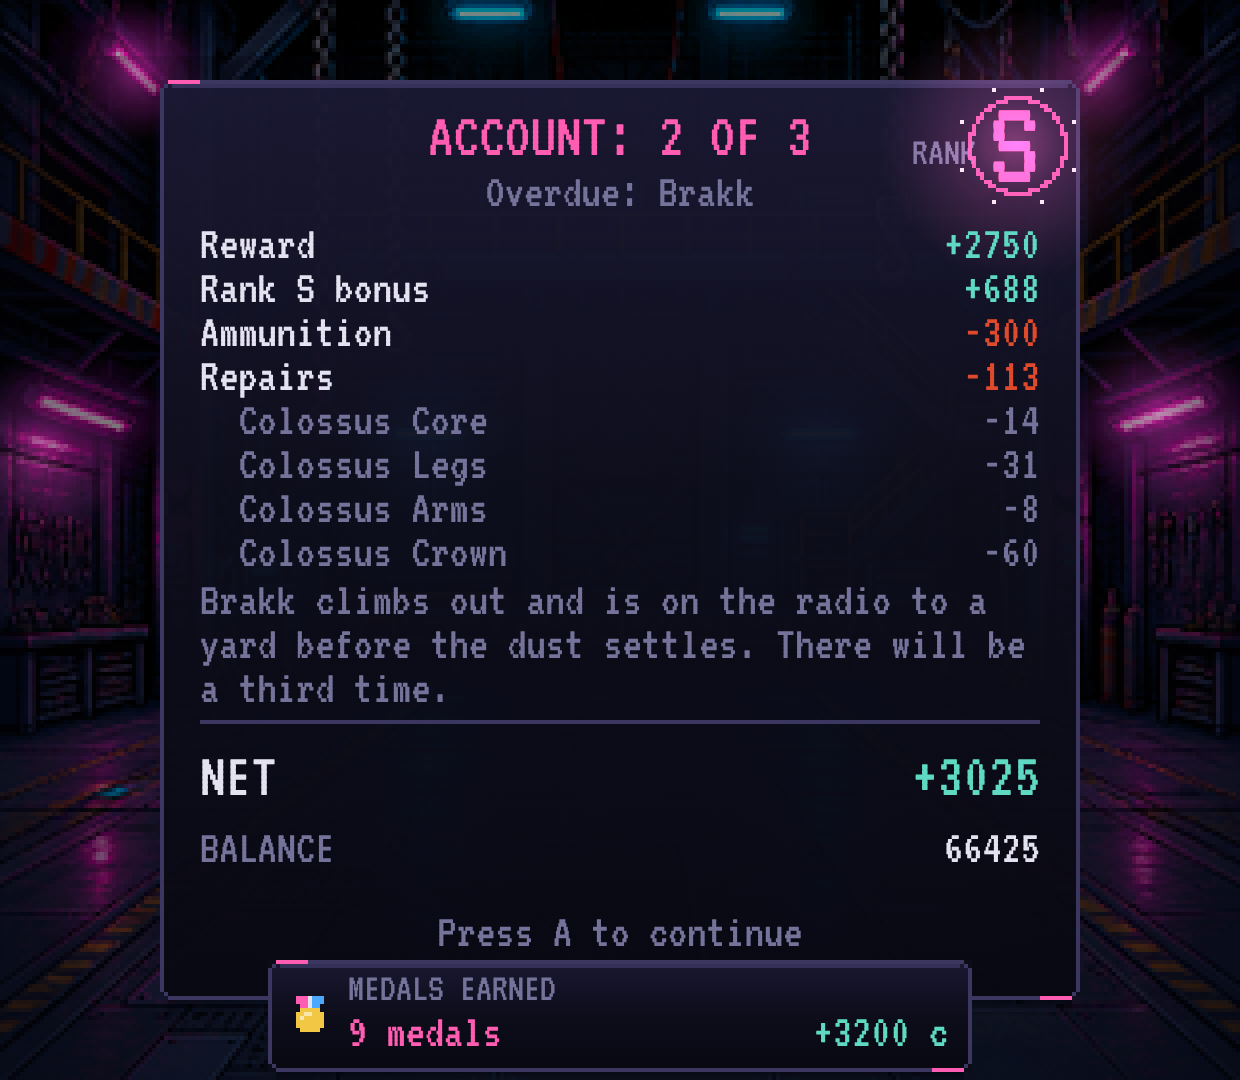 ACCOUNT: 2 OF 3
RANK S
Overdue: Brakk
Reward +2750
Rank S bonus +688
Ammunition -300
Repairs -113
Colossus Core -14
Colossus Legs -31
Colossus Arms -8
Colossus Crown -60
Brakk climbs out and is on the radio to a
yard before the dust settles. There will be
a third time.
NET +3025
BALANCE 66425
Press A to continue
MEDALS EARNED
9 medals +3200 c